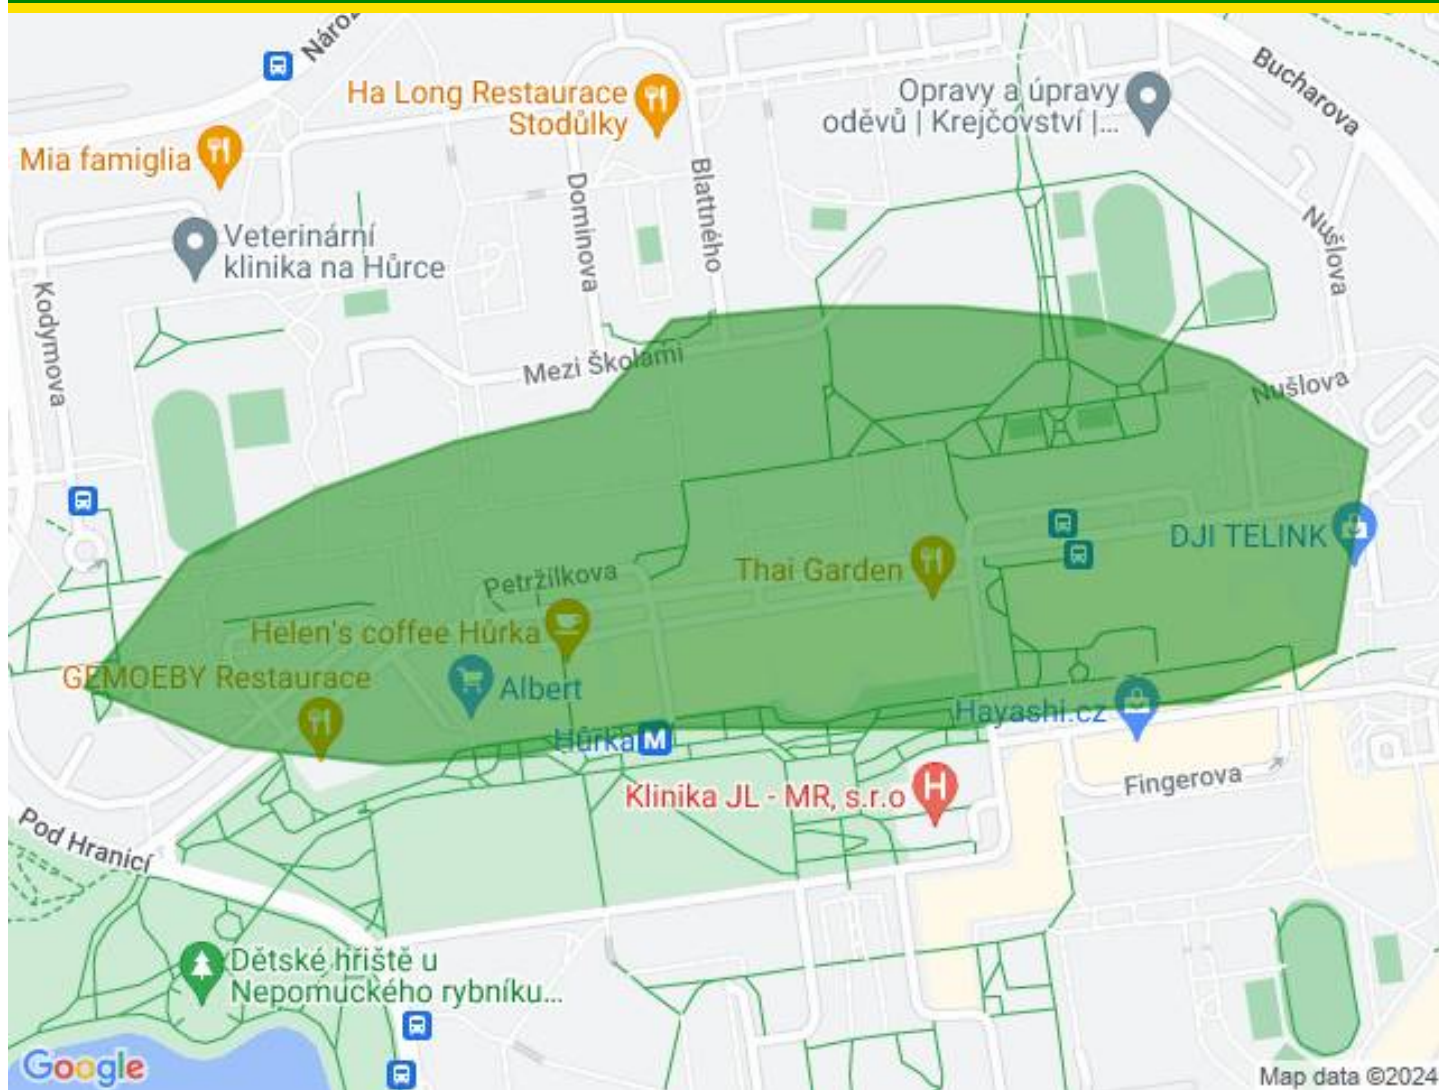 Nárož
Bucharova
Ha Long Restaurace
Stodůlky
Opravy a úpravy
oděvů | Krejčovství |...
Mia famiglia
Dominova
Blattného
Veterinární
klinika na Hůrce
Nušlova
Kodymova
Mezi Školami
Nušlova
DJI TELINK
Thai Garden
Petržilkova
Helen's coffee Hůrka
GEMOEBY Restaurace
Albert
Hayashi.cz
Hůrka M
Fingerova
Klinika JL - MR, s.r.o
H
Pod Hranicí
Dětské hřiště u
Nepomuckého rybníku...
Google
Map data ©2024